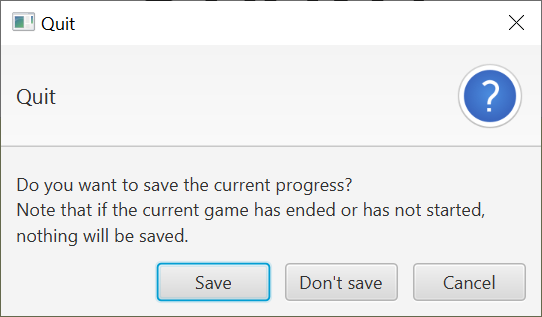 Quit
Quit
?
Do you want to save the current progress?
Note that if the current game has ended or has not started,
nothing will be saved.
Save
Don't save
Cancel